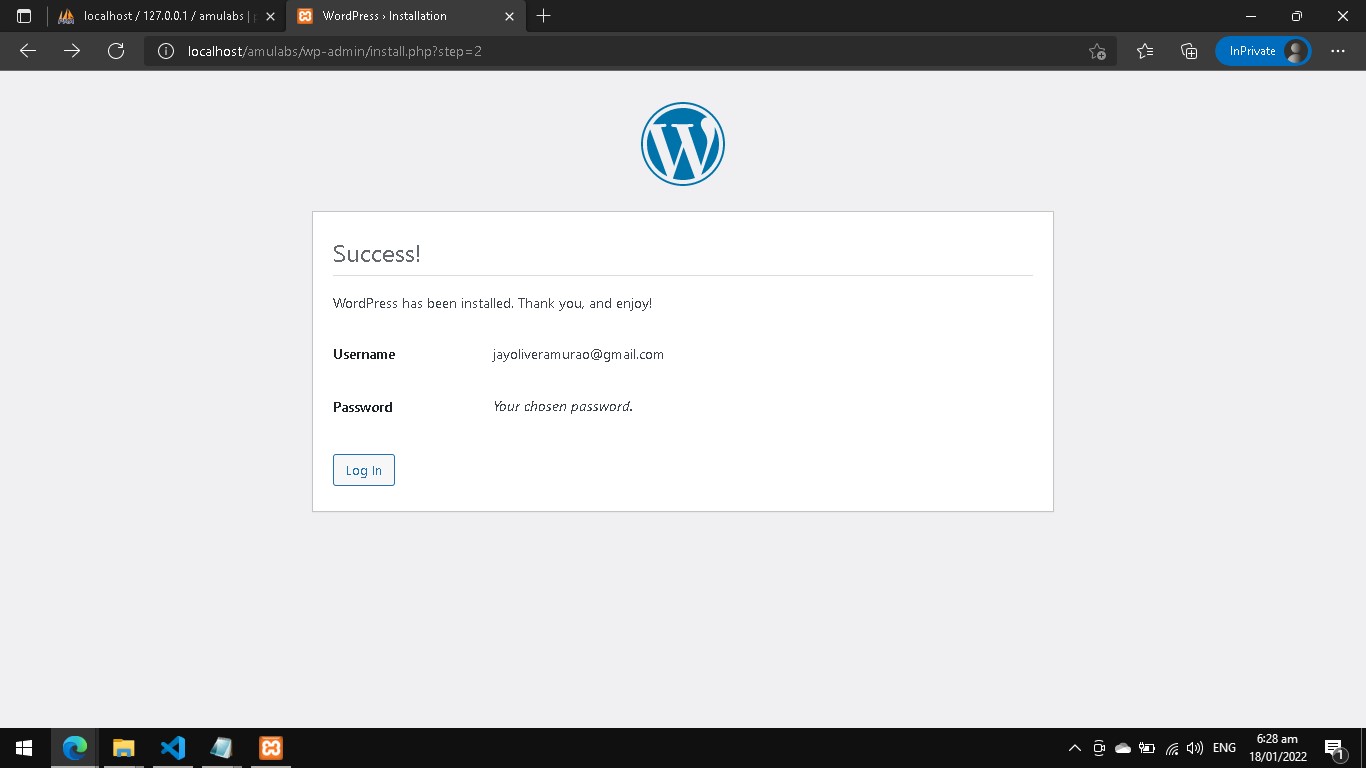 localhost / 127.0.0.1 / amulabs | p
WordPress › Installation
localhost/amulabs/wp-admin/install.php?step=2
InPrivate
Success!
WordPress has been installed. Thank you, and enjoy!
Username jayoliveramurao@gmail.com
Password Your chosen password.
Log In
ENG
6:28 am
18/01/2022
1